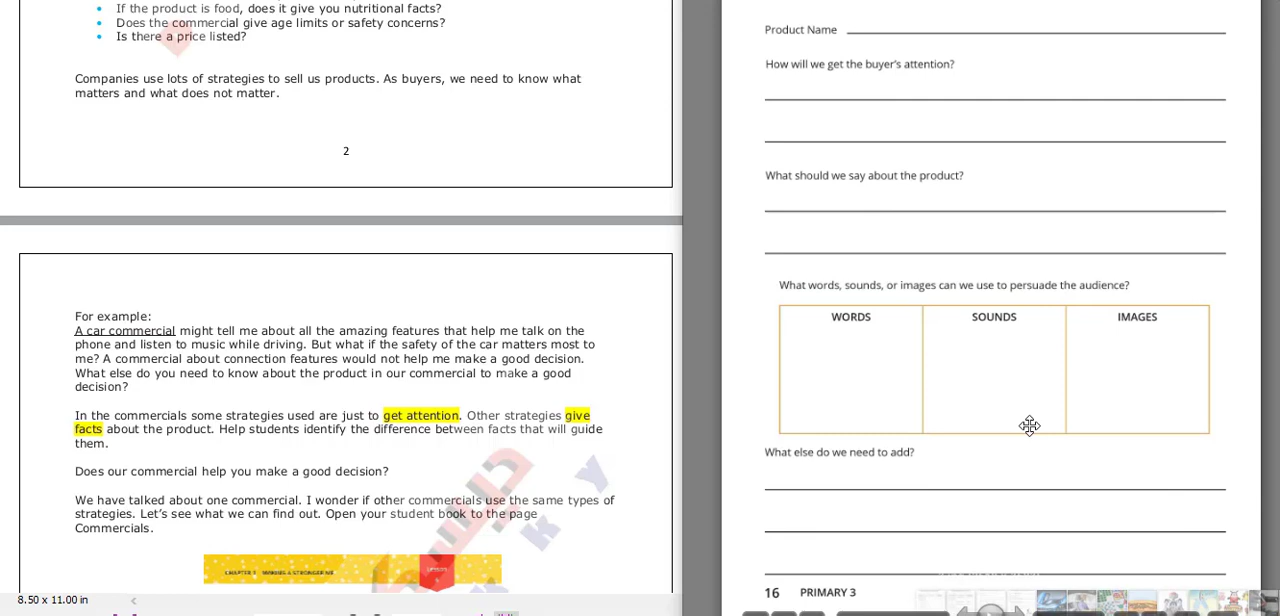 If the product is food, does it give you nutritional facts?
Does the commercial give age limits or safety concerns?
Is there a price listed?
Companies use lots of strategies to sell us products. As buyers, we need to know what
matters and what does not matter.
2
For example:
A car commercial might tell me about all the amazing features that help me talk on the
phone and listen to music while driving. But what if the safety of the car matters most to
me? A commercial about connection features would not help me make a good decision.
What else do you need to know about the product in our commercial to make a good
decision?
In the commercials some strategies used are just to get attention. Other strategies give
facts about the product. Help students identify the difference between facts that will guide
them.
Does our commercial help you make a good decision?
We have talked about one commercial. I wonder if other commercials use the same types of
strategies. Let's see what we can find out. Open your student book to the page
Commercials.
8.50 x 11.00 in
Product Name
How will we get the buyer's attention?
What should we say about the product?
What words, sounds, or images can we use to persuade the audience?
WORDS SOUNDS IMAGES
What else do we need to add?
16 PRIMARY 3